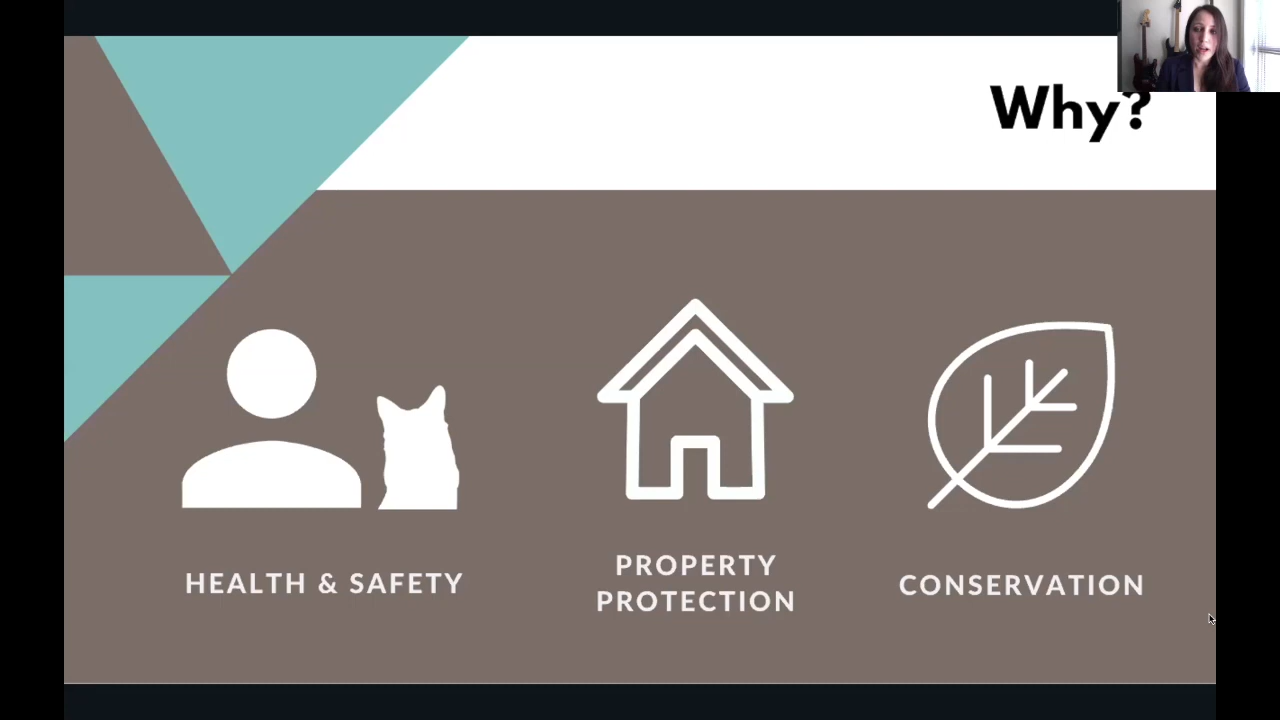 Why?
HEALTH & SAFETY
PROPERTY
PROTECTION
CONSERVATION